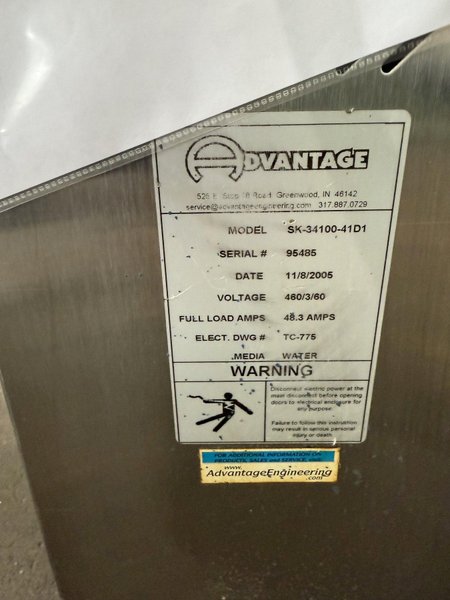 ADVANTAGE
525 E. Stop 18 Road Greenwood, IN 46142
service@advantageengineering.com 317.887.0729
MODEL SK-34100-41D1
SERIAL # 95485
DATE 11/8/2005
VOLTAGE 460/3/60
FULL LOAD AMPS 48.3 AMPS
ELECT. DWG # TC-775
MEDIA WATER
WARNING
Disconnect electric power at the
main disconnect before opening
doors to electrical enclosure for
any purpose.
Failure to follow this instruction
may result in serious personal
injury or death.
FOR ADDITIONAL INFORMATION ON
PRODUCTS, SALES and SERVICE, visit:
www.
AdvantageEngineering
.com